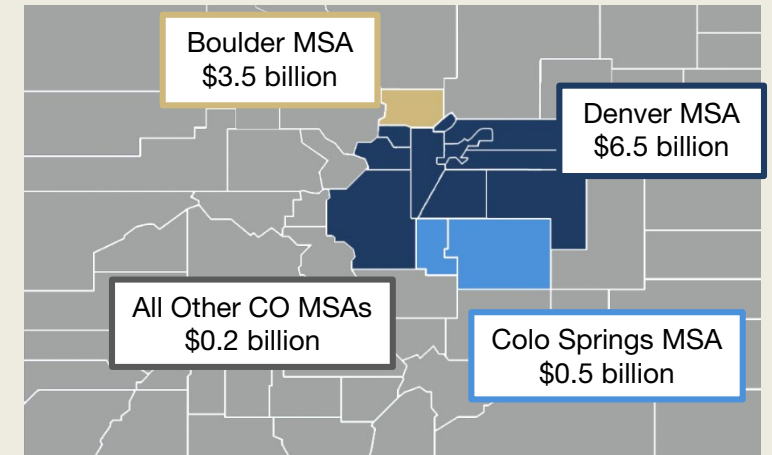 Boulder MSA
$3.5 billion
Denver MSA
$6.5 billion
All Other CO MSAs
$0.2 billion
Colo Springs MSA
$0.5 billion